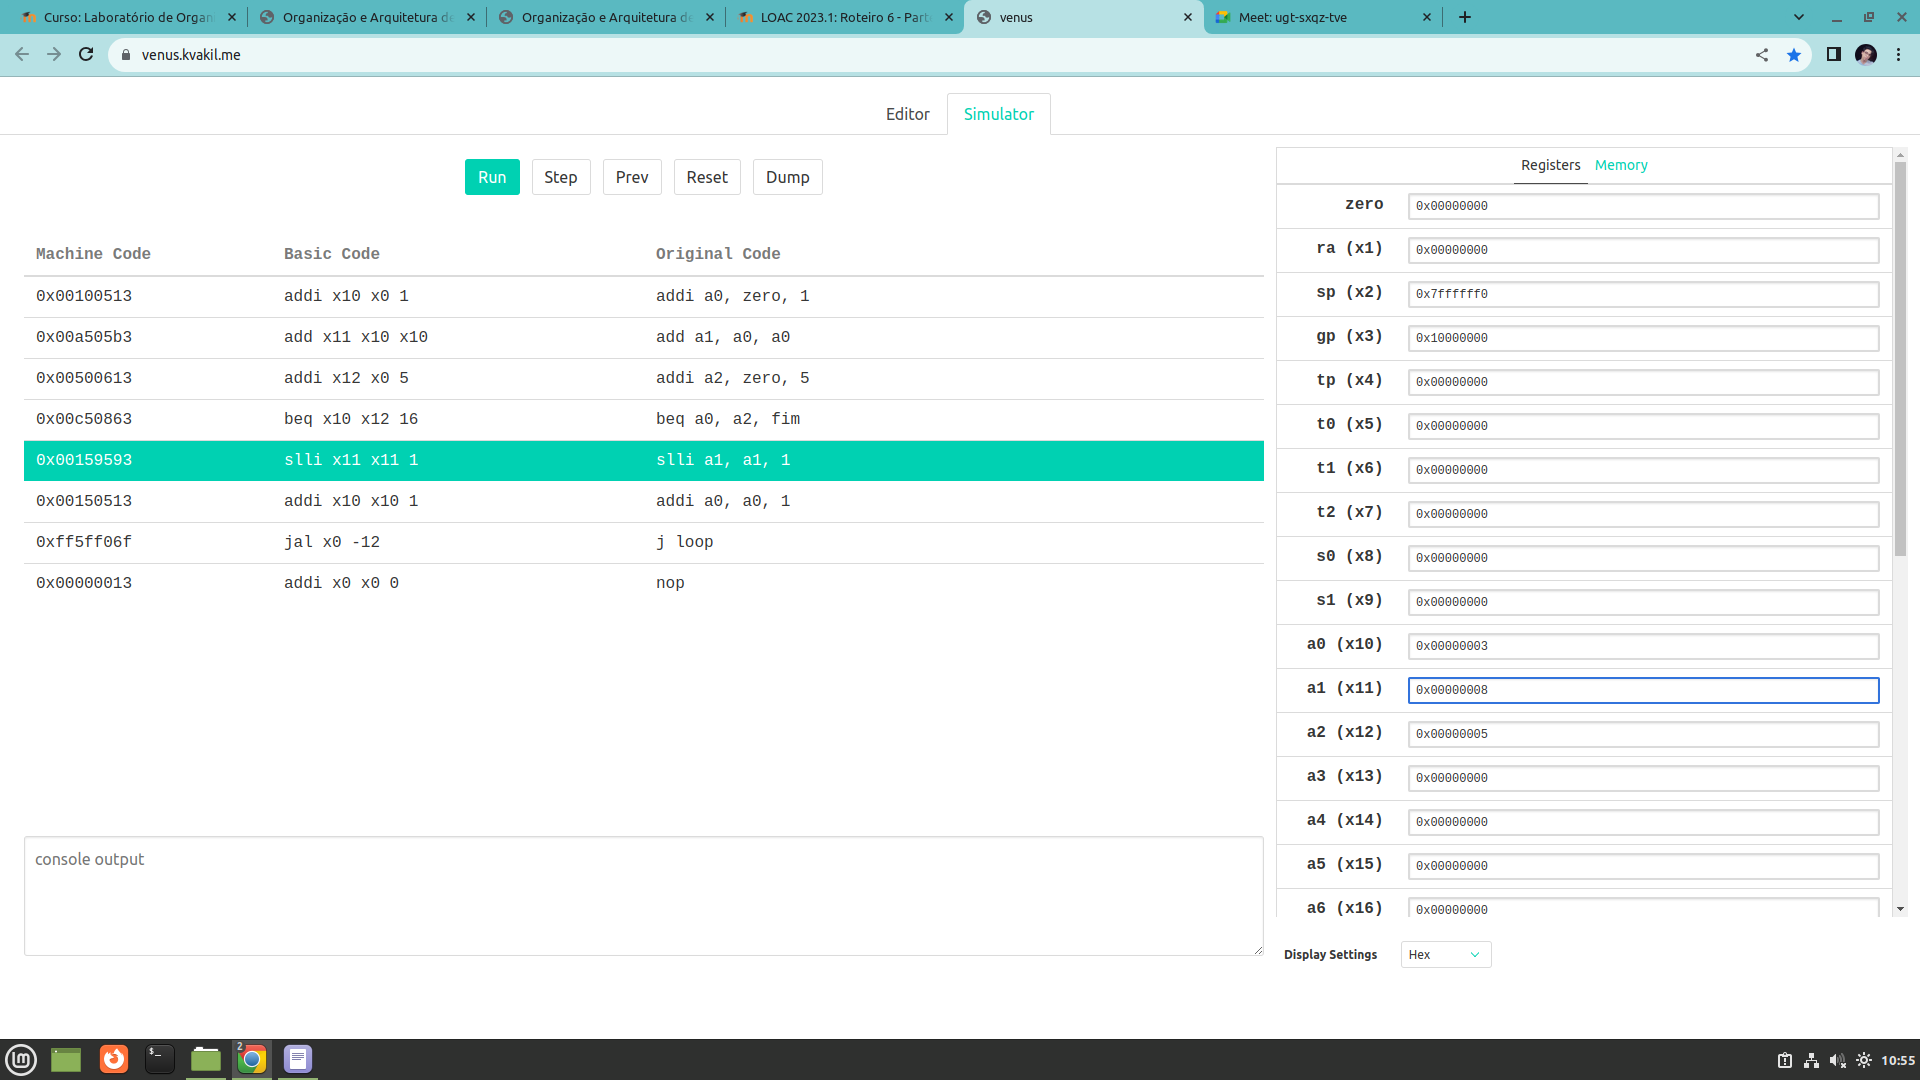 Curso: Laboratório de Organ
Organização e Arquitetura de
Organização e Arquitetura de
LOAC 2023.1: Roteiro 6 - Part
venus
Meet: ugt-sxqz-tve
venus.kvakil.me
Editor Simulator
Run Step Prev Reset Dump
Machine Code Basic Code Original Code
0x00100513 addi x10 x0 1 addi a0, zero, 1
0x00a505b3 add x11 x10 x10 add a1, a0, a0
0x00500613 addi x12 x0 5 addi a2, zero, 5
0x00c50863 beq x10 x12 16 beq a0, a2, fim
0x00159593 slli x11 x11 1 slli a1, a1, 1
0x00150513 addi x10 x10 1 addi a0, a0, 1
0xff5ff06f jal x0 -12 j loop
0x00000013 addi x0 x0 0 nop
console output
Registers Memory
zero 0x00000000
ra (x1) 0x00000000
sp (x2) 0x7ffffff0
gp (x3) 0x10000000
tp (x4) 0x00000000
t0 (x5) 0x00000000
t1 (x6) 0x00000000
t2 (x7) 0x00000000
s0 (x8) 0x00000000
s1 (x9) 0x00000000
a0 (x10) 0x00000003
a1 (x11) 0x00000008
a2 (x12) 0x00000005
a3 (x13) 0x00000000
a4 (x14) 0x00000000
a5 (x15) 0x00000000
a6 (x16) 0x00000000
Display Settings Hex
2
10:55